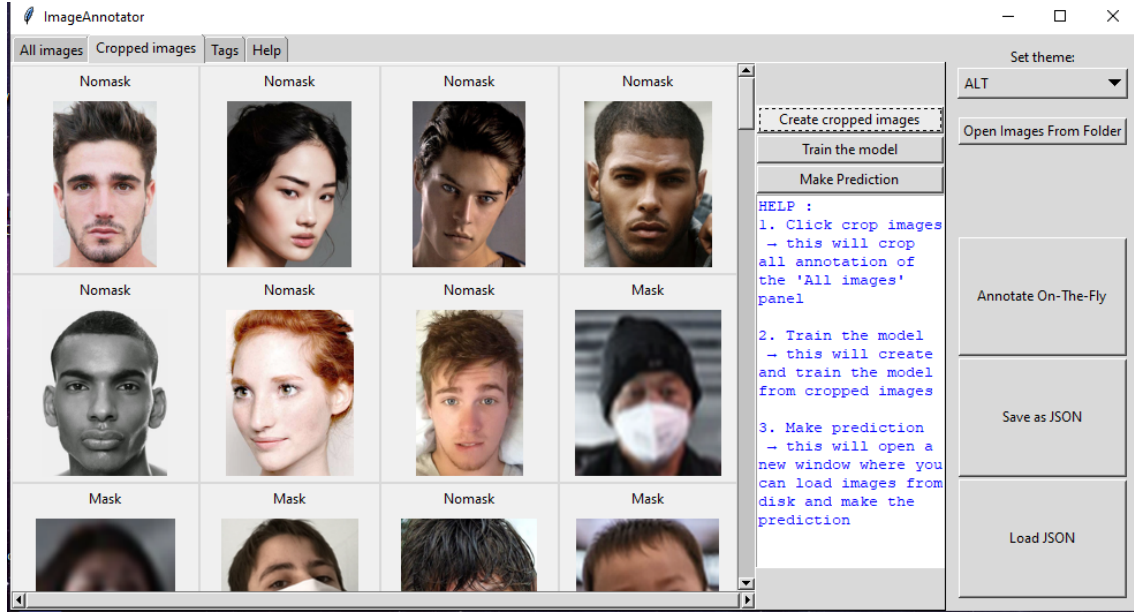 ImageAnnotator
All images
Cropped images
Tags
Help
Nomask
Nomask
Nomask
Nomask
Nomask
Nomask
Nomask
Mask
Mask
Mask
Nomask
Mask
Create cropped images
Train the model
Make Prediction
HELP :
1. Click crop images
→ this will crop
all annotation of
the 'All images'
panel
2. Train the model
→ this will create
and train the model
from cropped images
3. Make prediction
→ this will open a
new window where you
can load images from
disk and make the
prediction
Set theme:
ALT
Open Images From Folder
Annotate On-The-Fly
Save as JSON
Load JSON